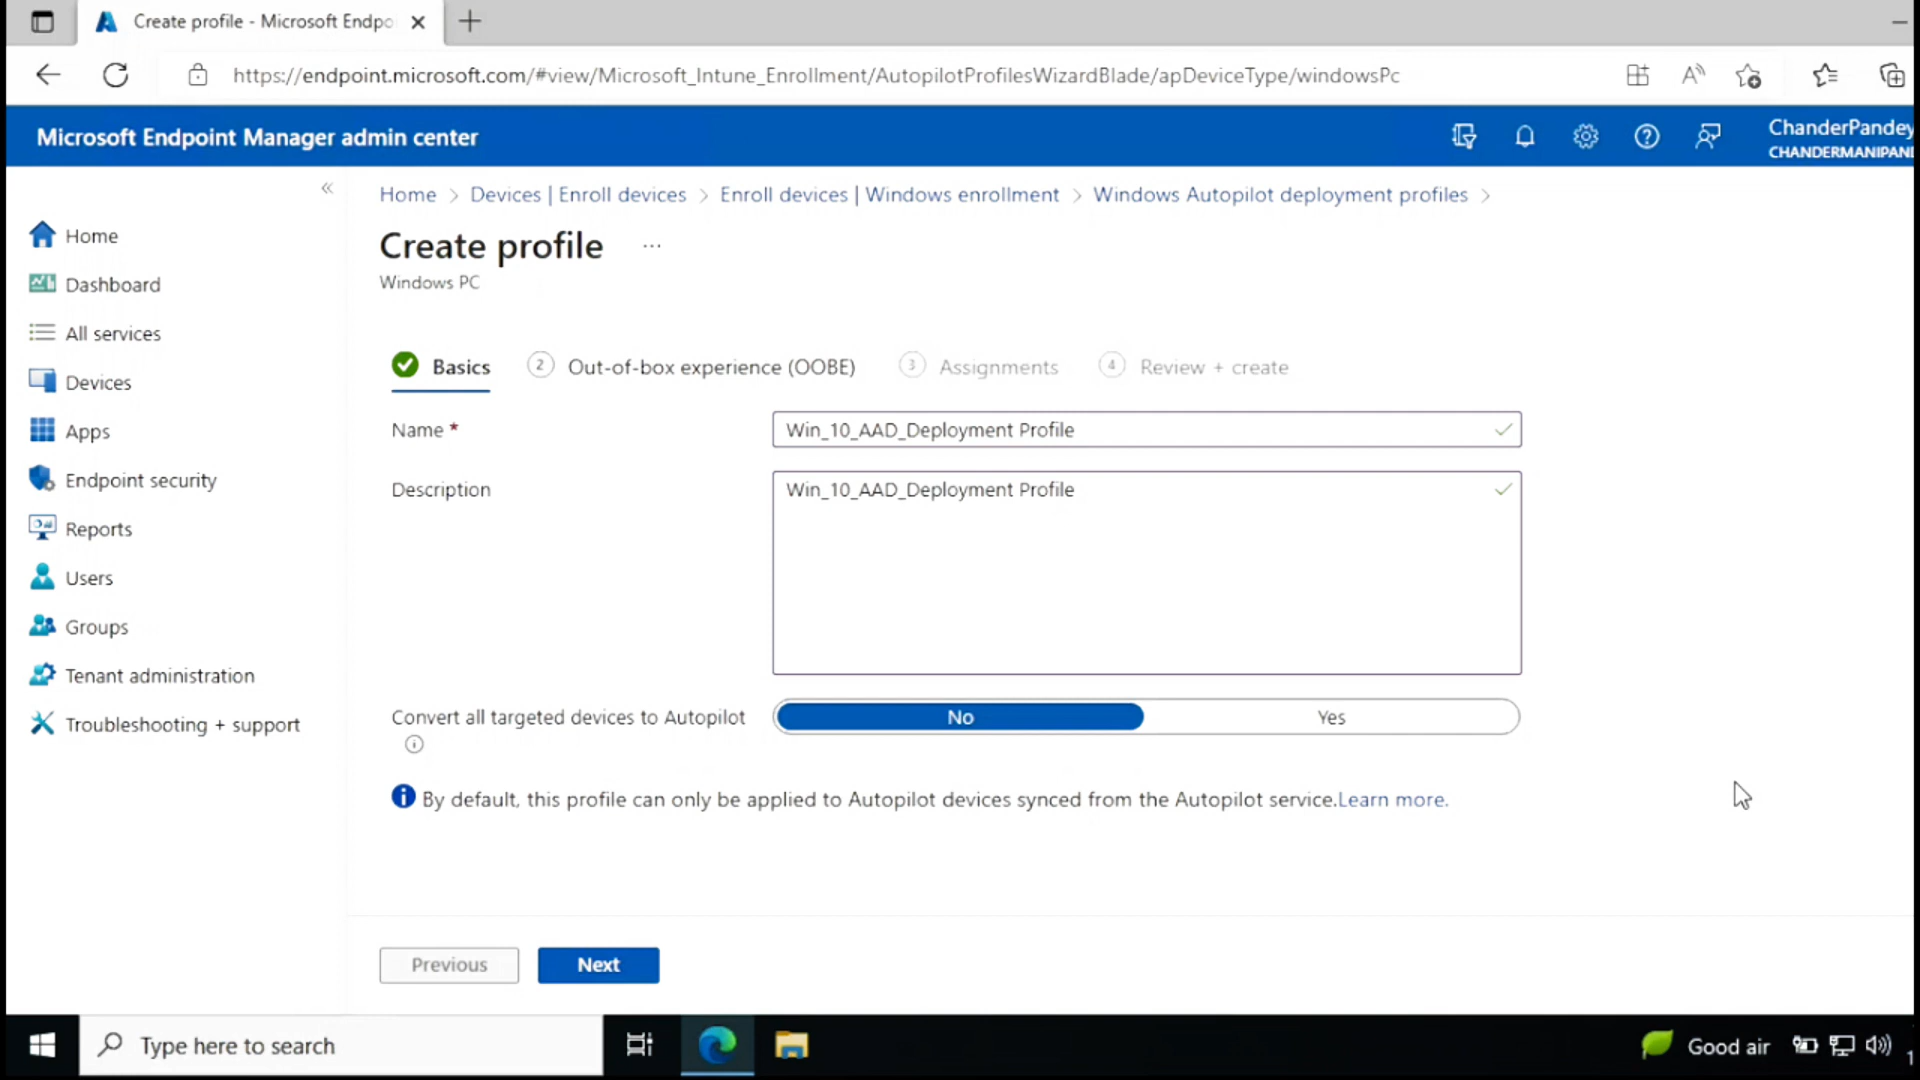 Create profile - Microsoft Endpo
https://endpoint.microsoft.com/#view/Microsoft_Intune_Enrollment/AutopilotProfilesWizardBlade/apDeviceType/windowsPc
Microsoft Endpoint Manager admin center
ChanderPandey
CHANDERMANIPAN
Home > Devices | Enroll devices > Enroll devices | Windows enrollment > Windows Autopilot deployment profiles >
Create profile ...
Windows PC
Home
Dashboard
All services
Devices
Apps
Endpoint security
Reports
Users
Groups
Tenant administration
Troubleshooting + support
Basics 2 Out-of-box experience (OOBE) 3 Assignments 4 Review + create
Name * Win_10_AAD_Deployment Profile
Description Win_10_AAD_Deployment Profile
Convert all targeted devices to Autopilot No Yes
By default, this profile can only be applied to Autopilot devices synced from the Autopilot service.Learn more.
Previous Next
Type here to search
Good air